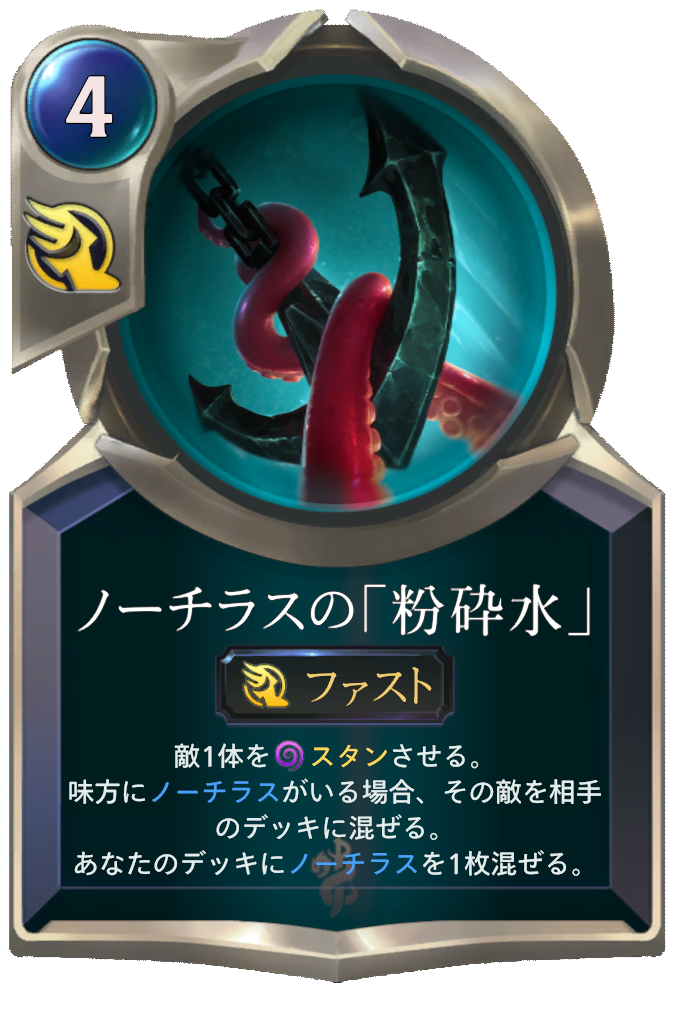 4
ノーチラスの「粉砕水」
ファスト
敵1体をスタンさせる。
味方にノーチラスがいる場合、その敵を相手
のデッキに混ぜる。
あなたのデッキにノーチラスを1枚混ぜる。